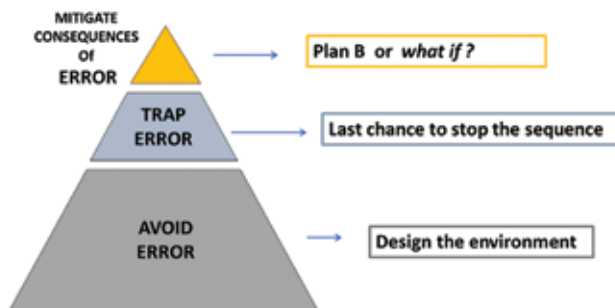 MITIGATE
CONSEQUENCES
Of
ERROR
Plan B or what if ?
TRAP
ERROR
Last chance to stop the sequence
AVOID
ERROR
Design the environment